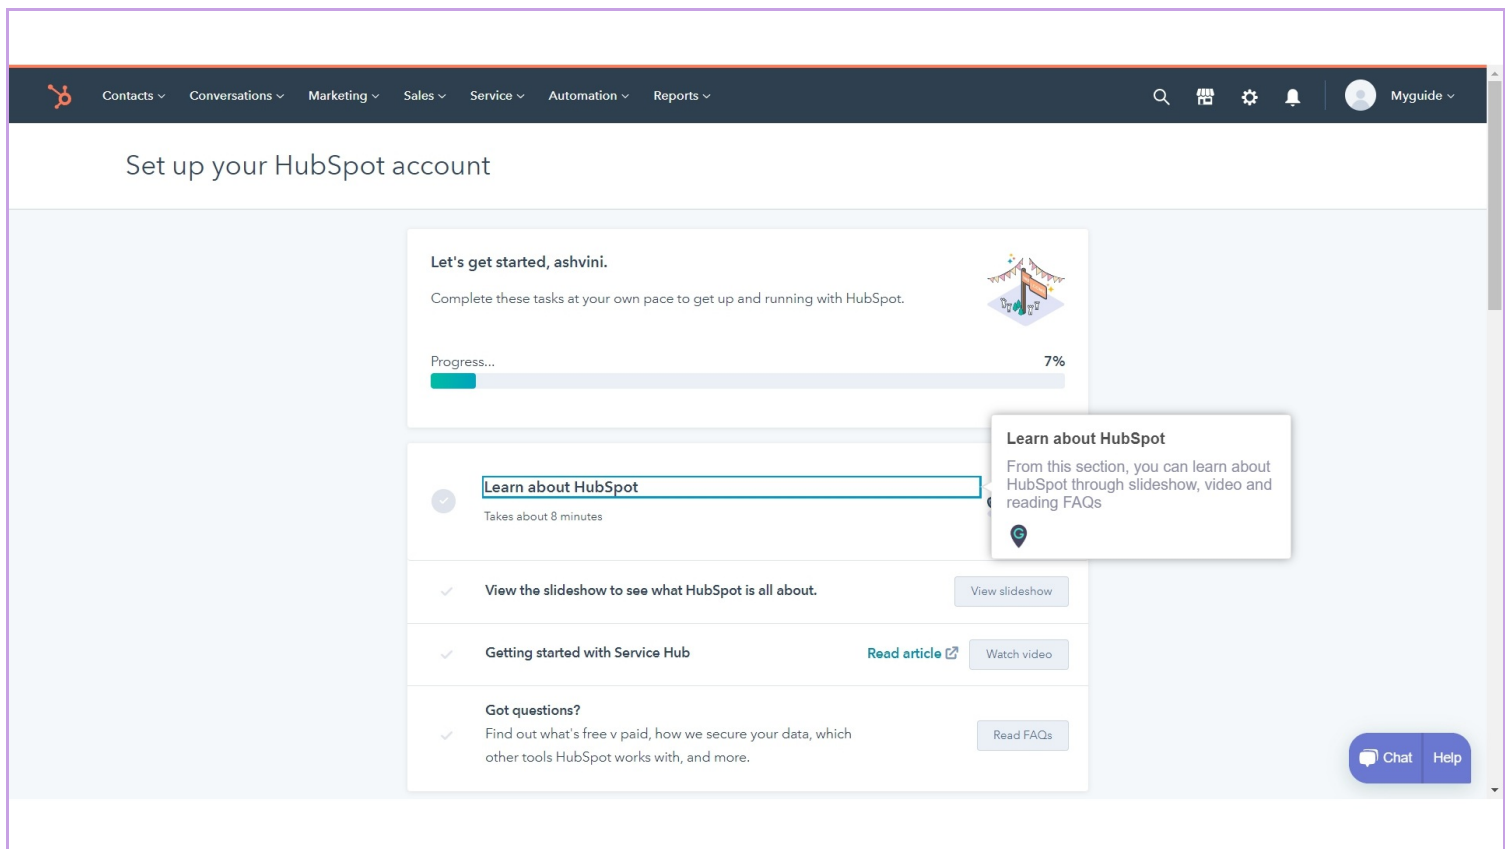 Contacts Conversations Marketing Sales Service Automation Reports Myguide
Set up your HubSpot account
Let's get started, ashvini.
Complete these tasks at your own pace to get up and running with HubSpot.
Progress... 7%
Learn about HubSpot
Takes about 8 minutes
Learn about HubSpot
From this section, you can learn about
HubSpot through slideshow, video and
reading FAQs
View the slideshow to see what HubSpot is all about. View slideshow
Getting started with Service Hub Read article Watch video
Got questions?
Find out what's free v paid, how we secure your data, which
other tools HubSpot works with, and more.
Read FAQs
Chat Help